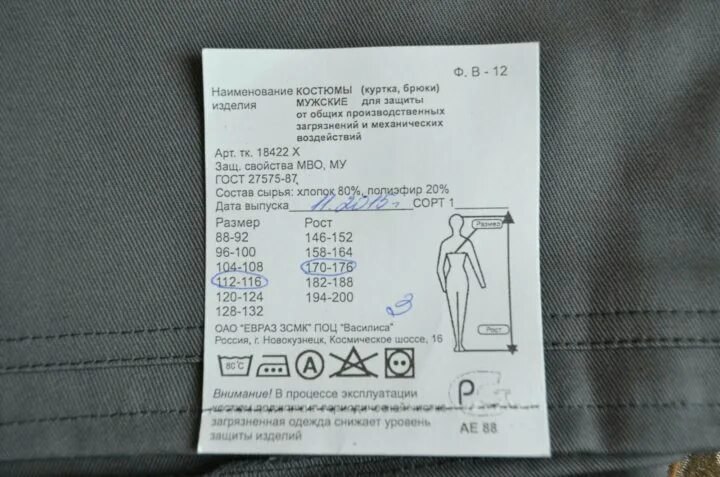 Ф. В - 12
Наименование КОСТЮМЫ (куртка, брюки)
изделия МУЖСКИЕ для защиты
от общих производственных
загрязнений и механических
воздействий
Арт. тк. 18422 Х
Защ. свойства МВО, МУ
ГОСТ 27575-87
Состав сырья: хлопок 80%, полиэфир 20%
Дата выпуска 11.2015г СОРТ 1
Размер Рост
88-92 146-152
96-100 158-164
104-108 170-176
112-116 182-188
120-124 194-200
128-132
3
Размер
Рост
ОАО "ЕВРАЗ ЗСМК" ПОЦ "Василиса"
Россия, г. Новокузнецк, Космическое шоссе, 16
80°C
A
Внимание! В процессе эксплуатации
загрязненная одежда снижает уровень
защиты изделий
Р
АЕ 88